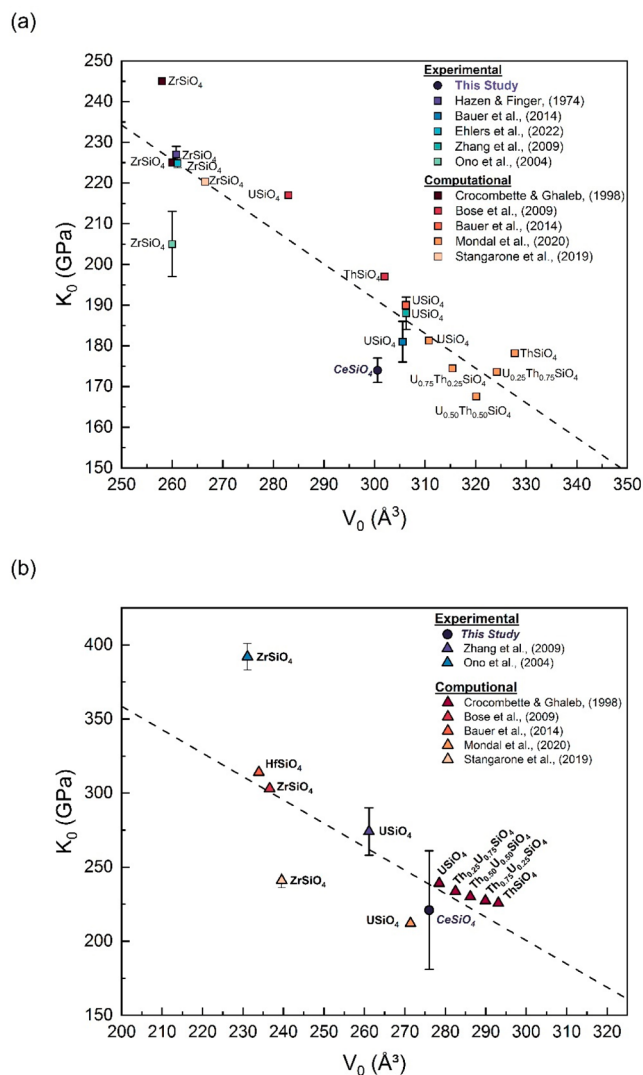 (a)
K₀ (GPa)
250
240
230
220
210
200
190
180
170
160
150
Experimental
This Study
Hazen & Finger, (1974)
Bauer et al., (2014)
Ehlers et al., (2022)
Zhang et al., (2009)
Ono et al., (2004)
Computational
Crocombette & Ghaleb, (1998)
Bose et al., (2009)
Bauer et al., (2014)
Mondal et al., (2020)
Stangarone et al., (2019)
ZrSiO₄
ZrSiO₄
ZrSiO₄
ZrSiO₄
ZrSiO₄
USiO₄
ZrSiO₄
ThSiO₄
USiO₄
USiO₄
USiO₄
USiO₄
ThSiO₄
CeSiO₄
U₀.₇₅Th₀.₂₅SiO₄
U₀.₂₅Th₀.₇₅SiO₄
U₀.₅₀Th₀.₅₀SiO₄
250 260 270 280 290 300 310 320 330 340 350
V₀ (Å³)
(b)
K₀ (GPa)
400
350
300
250
200
150
Experimental
This Study
Zhang et al., (2009)
Ono et al., (2004)
Computional
Crocombette & Ghaleb, (1998)
Bose et al., (2009)
Bauer et al., (2014)
Mondal et al., (2020)
Stangarone et al., (2019)
ZrSiO₄
HfSiO₄
ZrSiO₄
USiO₄
ZrSiO₄
USiO₄
Th₀.₂₅U₀.₇₅SiO₄
Th₀.₅₀U₀.₅₀SiO₄
Th₀.₇₅U₀.₂₅SiO₄
ThSiO₄
USiO₄
CeSiO₄
200 210 220 230 240 250 260 270 280 290 300 310 320
V₀ (Å³)